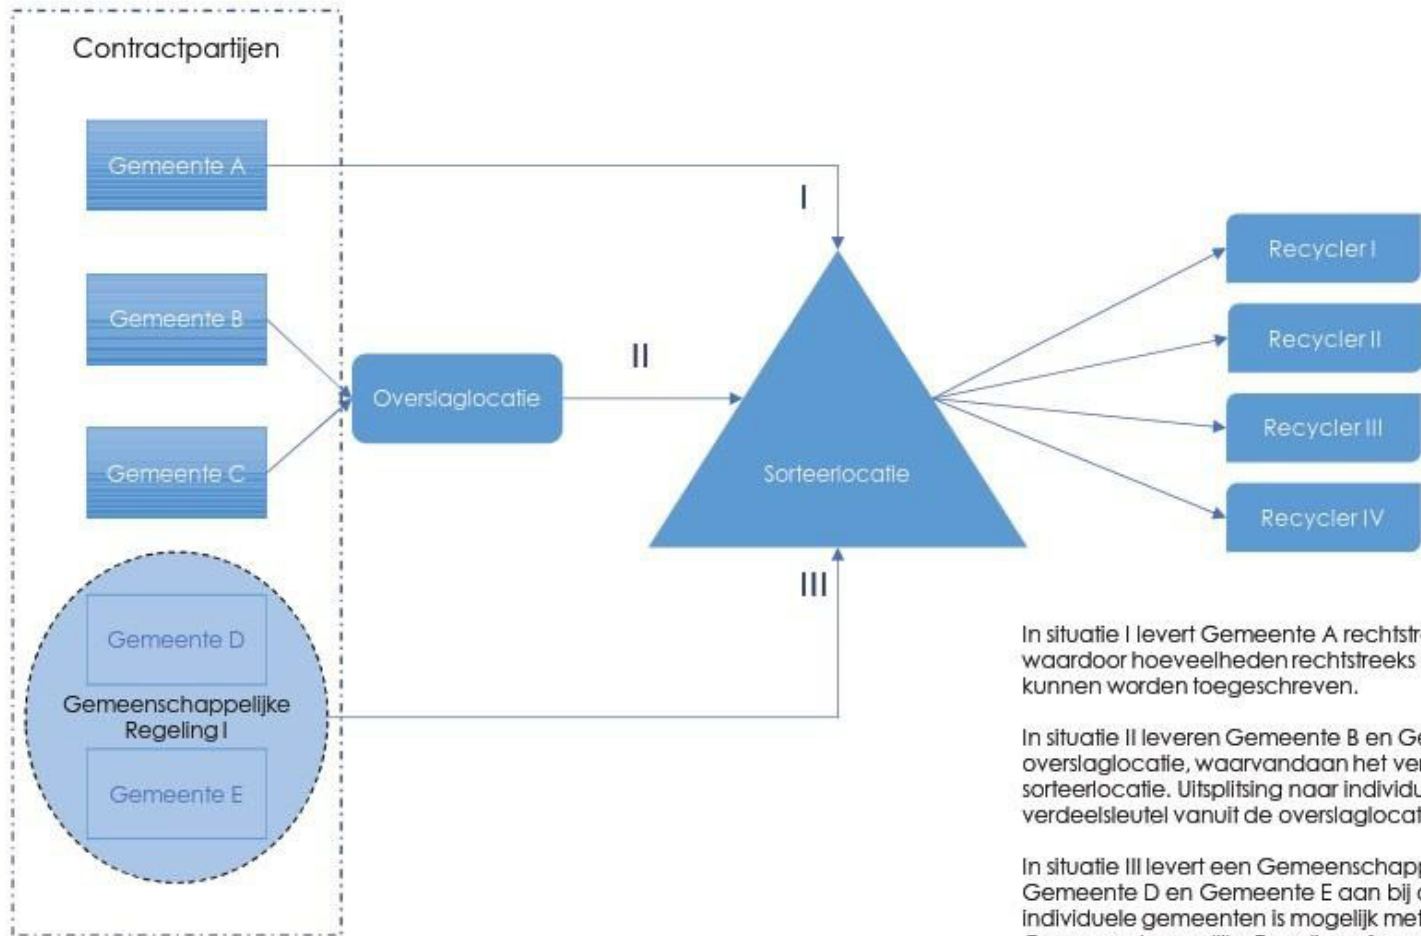 Contractpartijen
Gemeente A
I
Recycler I
Gemeente B
Recycler II
II
Overslaglocatie
Recycler III
Gemeente C
Sorteerlocatie
Recycler IV
III
Gemeente D
Gemeenschappelijke
Regeling I
Gemeente E
In situatie I levert Gemeente A
waardoor hoeveelheden rechtstreeks
kunnen worden toegeschreven.
In situatie II leveren Gemeente B en
overslaglocatie, waarvandaan het
sorteerlocatie. Uitsplitsing naar
verdeelsleutel vanuit de
In situatie III levert een
Gemeente D en Gemeente E aan bij
individuele gemeenten is mogelijk met